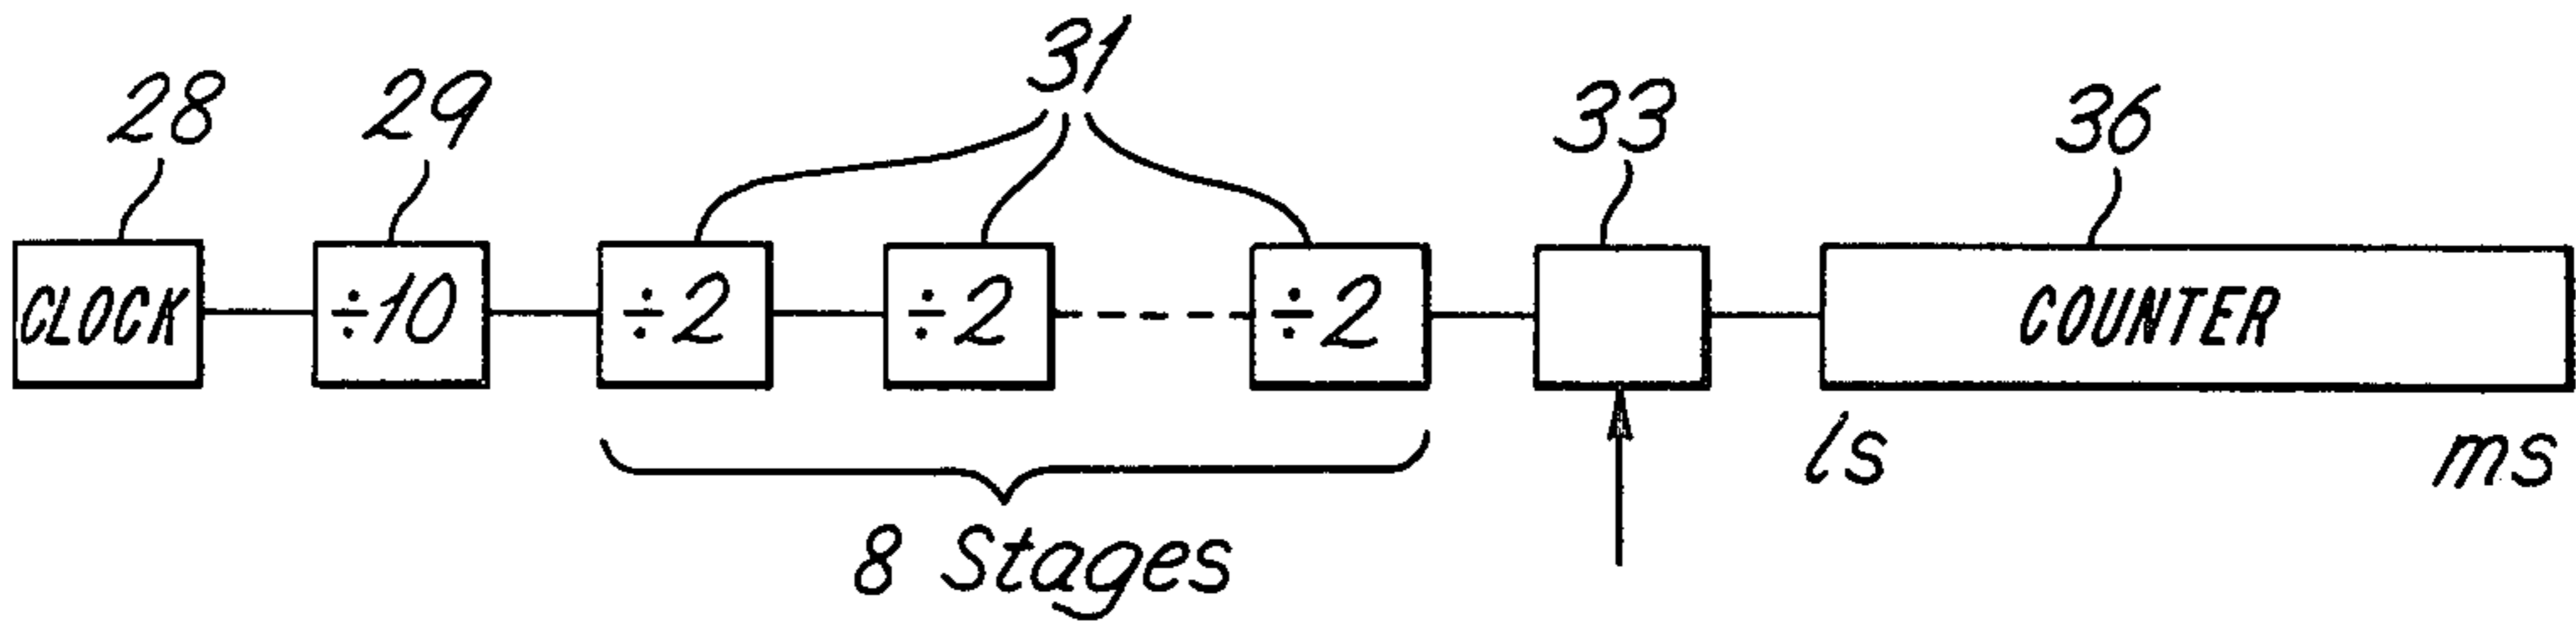 31
28 29 33 36
CLOCK ÷10 ÷2 ÷2 ÷2 COUNTER
ls ms
8 Stages